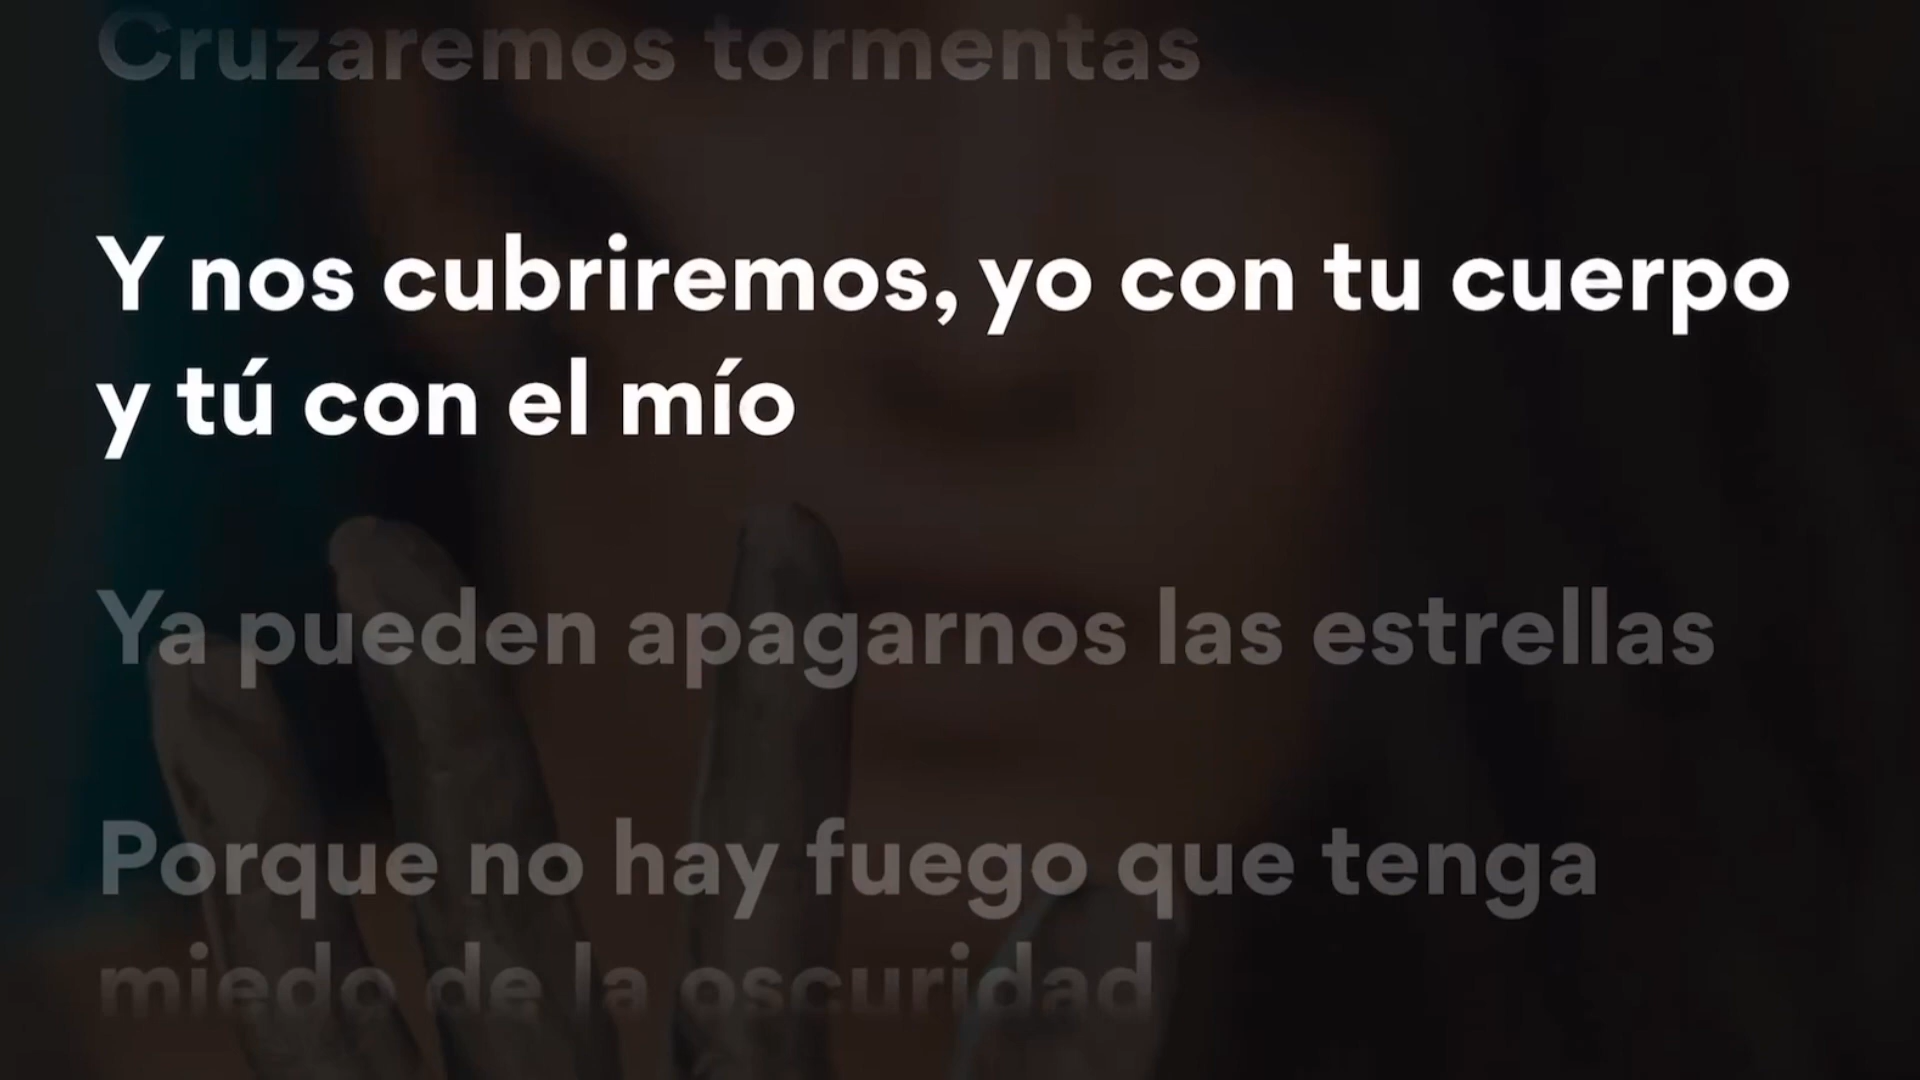 Cruzaremos tormentas
Y nos cubriremos, yo con tu cuerpo
y tú con el mío
Ya pueden apagarnos las estrellas
Porque no hay fuego que tenga
miedo de la oscuridad